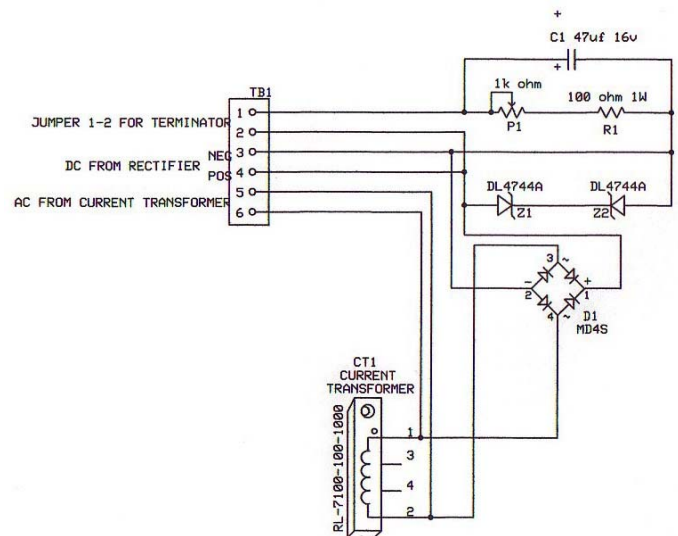 +
C1 47uf 16v
+
1k ohm
P1
100 ohm 1W
R1
TB1
JUMPER 1-2 FOR TERMINATOR
1
2
DC FROM RECTIFIER
NEG 3
POS 4
AC FROM CURRENT TRANSFORMER
5
6
DL4744A
Z1
DL4744A
Z2
3 ~
- +
2 1
4 ~
D1
MD4S
CT1
CURRENT
TRANSFORMER
RL-7100-100-1000
1
3
4
2